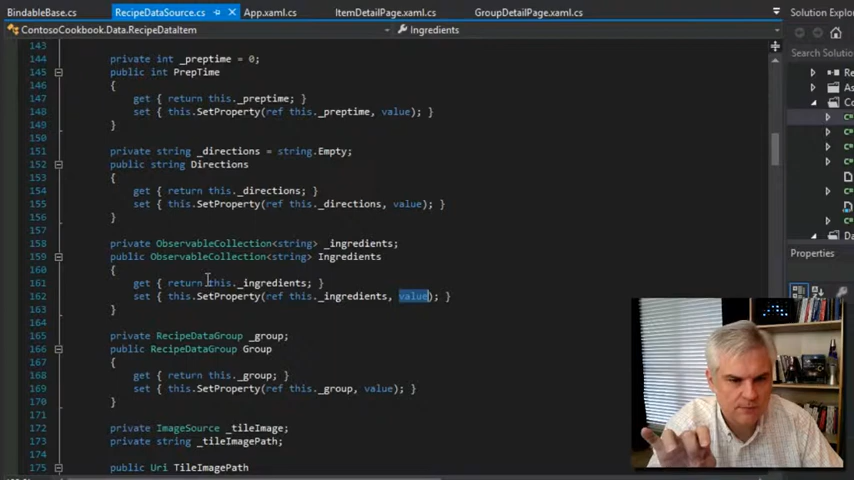 BindableBase.cs RecipeDataSource.cs App.xaml.cs ItemDetailPage.xaml.cs GroupDetailPage.xaml.cs Solution Explo
ContosoCookbook.Data.RecipeDataItem Ingredients
Search Solutio
143
144 private int _preptime = 0;
145 public int PrepTime
146 {
147 get { return this._preptime; }
148 set { this.SetProperty(ref this._preptime, value); }
149 }
150
151 private string _directions = string.Empty;
152 public string Directions
153 {
154 get { return this._directions; }
155 set { this.SetProperty(ref this._directions, value); }
156 }
157
158 private ObservableCollection<string> _ingredients;
159 public ObservableCollection<string> Ingredients
160 {
161 get { return this._ingredients; }
162 set { this.SetProperty(ref this._ingredients, value); }
163 }
164
165 private RecipeDataGroup _group;
166 public RecipeDataGroup Group
167 {
168 get { return this._group; }
169 set { this.SetProperty(ref this._group, value); }
170 }
171
172 private ImageSource _tileImage;
173 private string _tileImagePath;
174
175 public Uri TileImagePath
Re
As
Co
Da
Properties